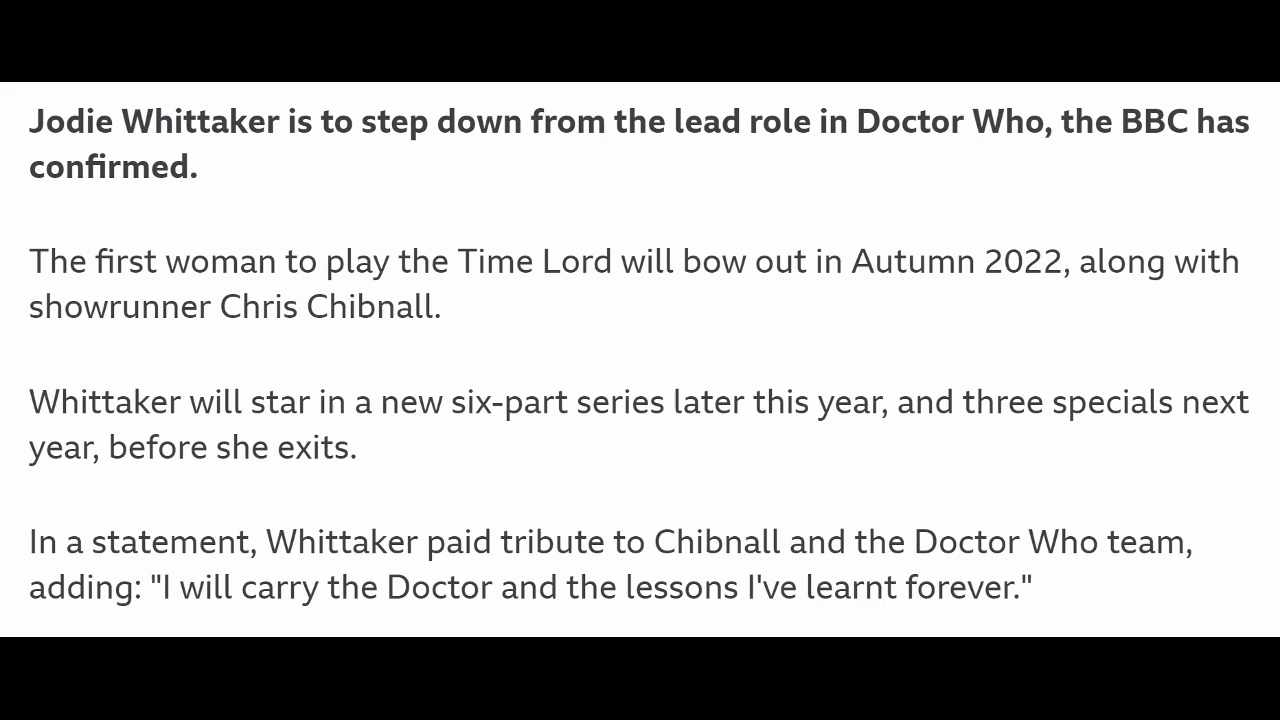 Jodie Whittaker is to step down from the lead role in Doctor Who, the BBC has
confirmed.
The first woman to play the Time Lord will bow out in Autumn 2022, along with
showrunner Chris Chibnall.
Whittaker will star in a new six-part series later this year, and three specials next
year, before she exits.
In a statement, Whittaker paid tribute to Chibnall and the Doctor Who team,
adding: "I will carry the Doctor and the lessons I've learnt forever."